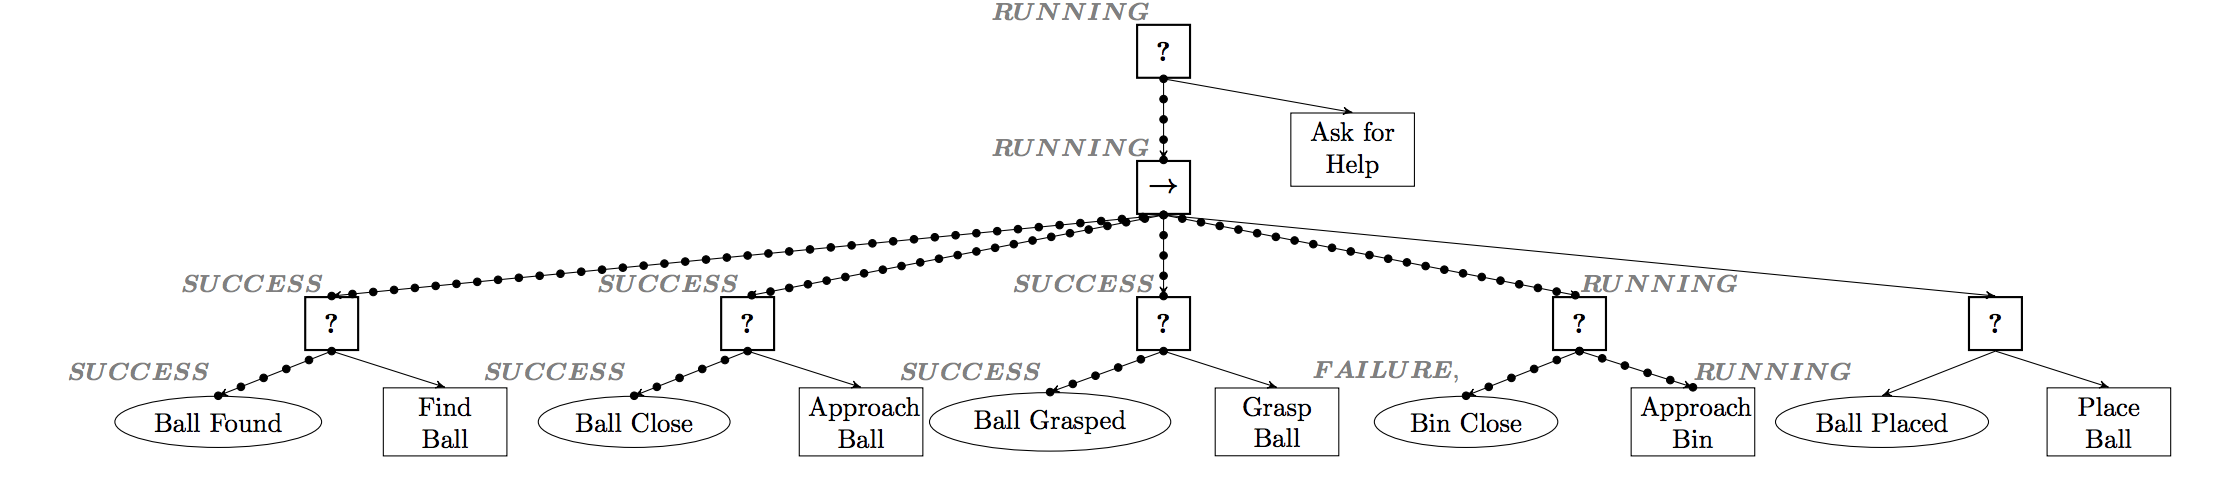 RUNNING
?
Ask for
Help
RUNNING
→
SUCCESS
SUCCESS
SUCCESS
RUNNING
?
?
?
?
?
SUCCESS
SUCCESS
SUCCESS
FAILURE,
RUNNING
Ball Found
Find
Ball
Ball Close
Approach
Ball
Ball Grasped
Grasp
Ball
Bin Close
Approach
Bin
Ball Placed
Place
Ball